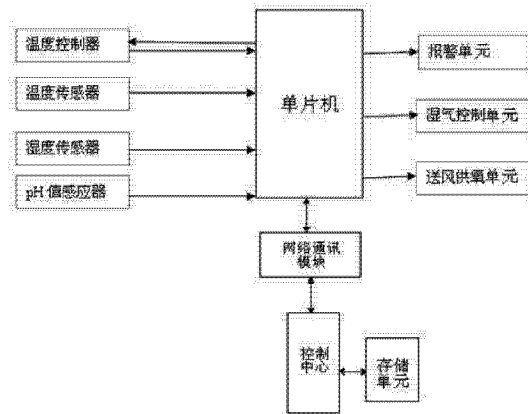 温度控制器
温度传感器
湿度传感器
pH值感应器
单片机
报警单元
湿气控制单元
送风供氧单元
网络通讯
模块
控制
中心
存储
单元